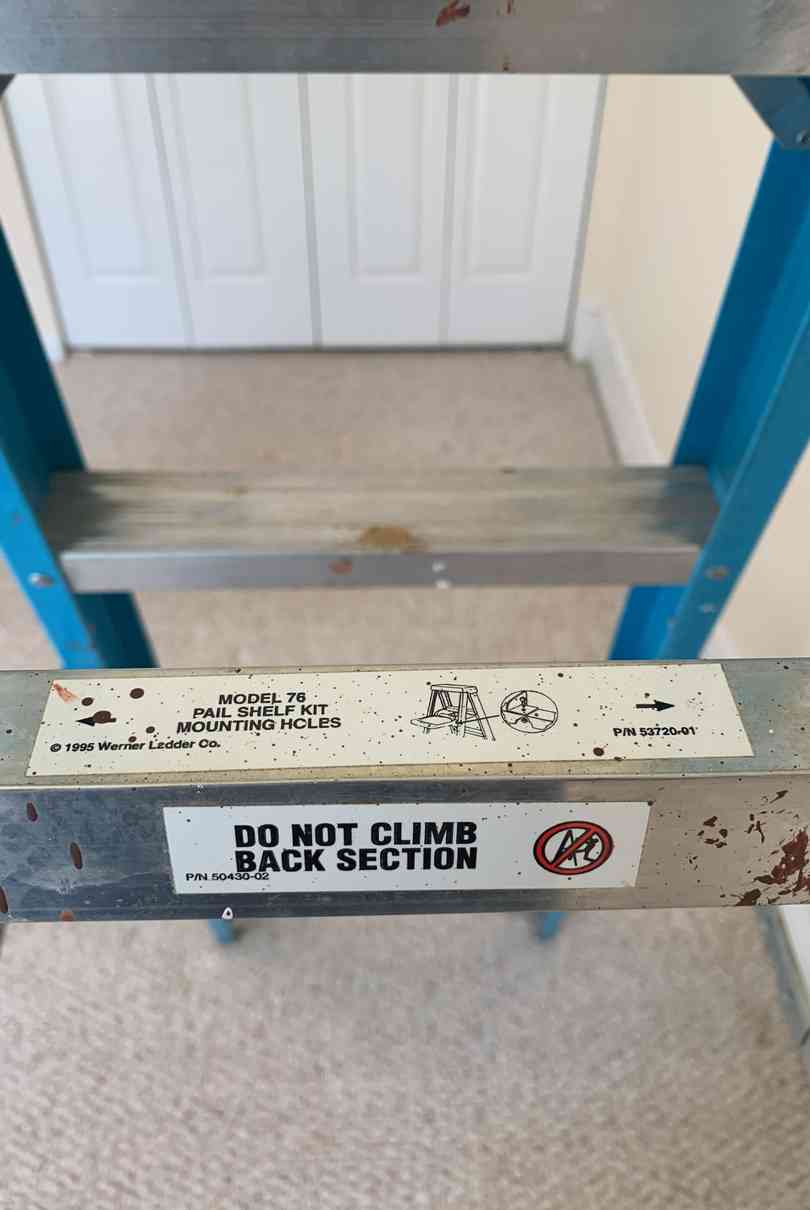 MODEL 76
PAIL SHELF KIT
MOUNTING HOLES
© 1995 Werner Ladder Co.
P/N 53720-01
DO NOT CLIMB
BACK SECTION
P/N 50430-02